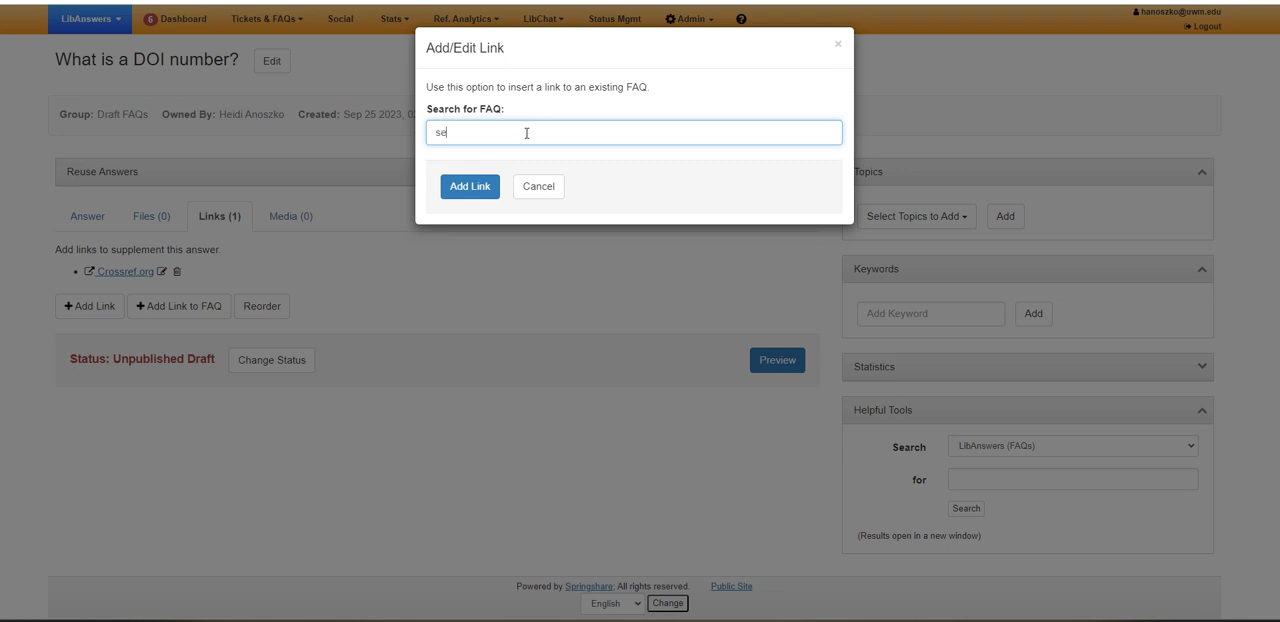 LibAnswers
6 Dashboard
Tickets & FAQs
Social
Stats
Ref. Analytics
LibChat
Status Mgmt
Admin
?
hanoszko@uwm.edu
Logout
What is a DOI number?
Edit
Group: Draft FAQs Owned By: Heidi Anoszko Created: Sep 25 2023, 02
Add/Edit Link
×
Use this option to insert a link to an existing FAQ.
Search for FAQ:
se
Add Link
Cancel
Reuse Answers
Answer
Files (0)
Links (1)
Media (0)
Add links to supplement this answer.
Crossref.org
Add Link
Add Link to FAQ
Reorder
Status: Unpublished Draft
Change Status
Preview
Topics
Select Topics to Add
Add
Keywords
Add Keyword
Add
Statistics
Helpful Tools
Search
LibAnswers (FAQs)
for
Search
(Results open in a new window)
Powered by Springshare; All rights reserved.
Public Site
English
Change